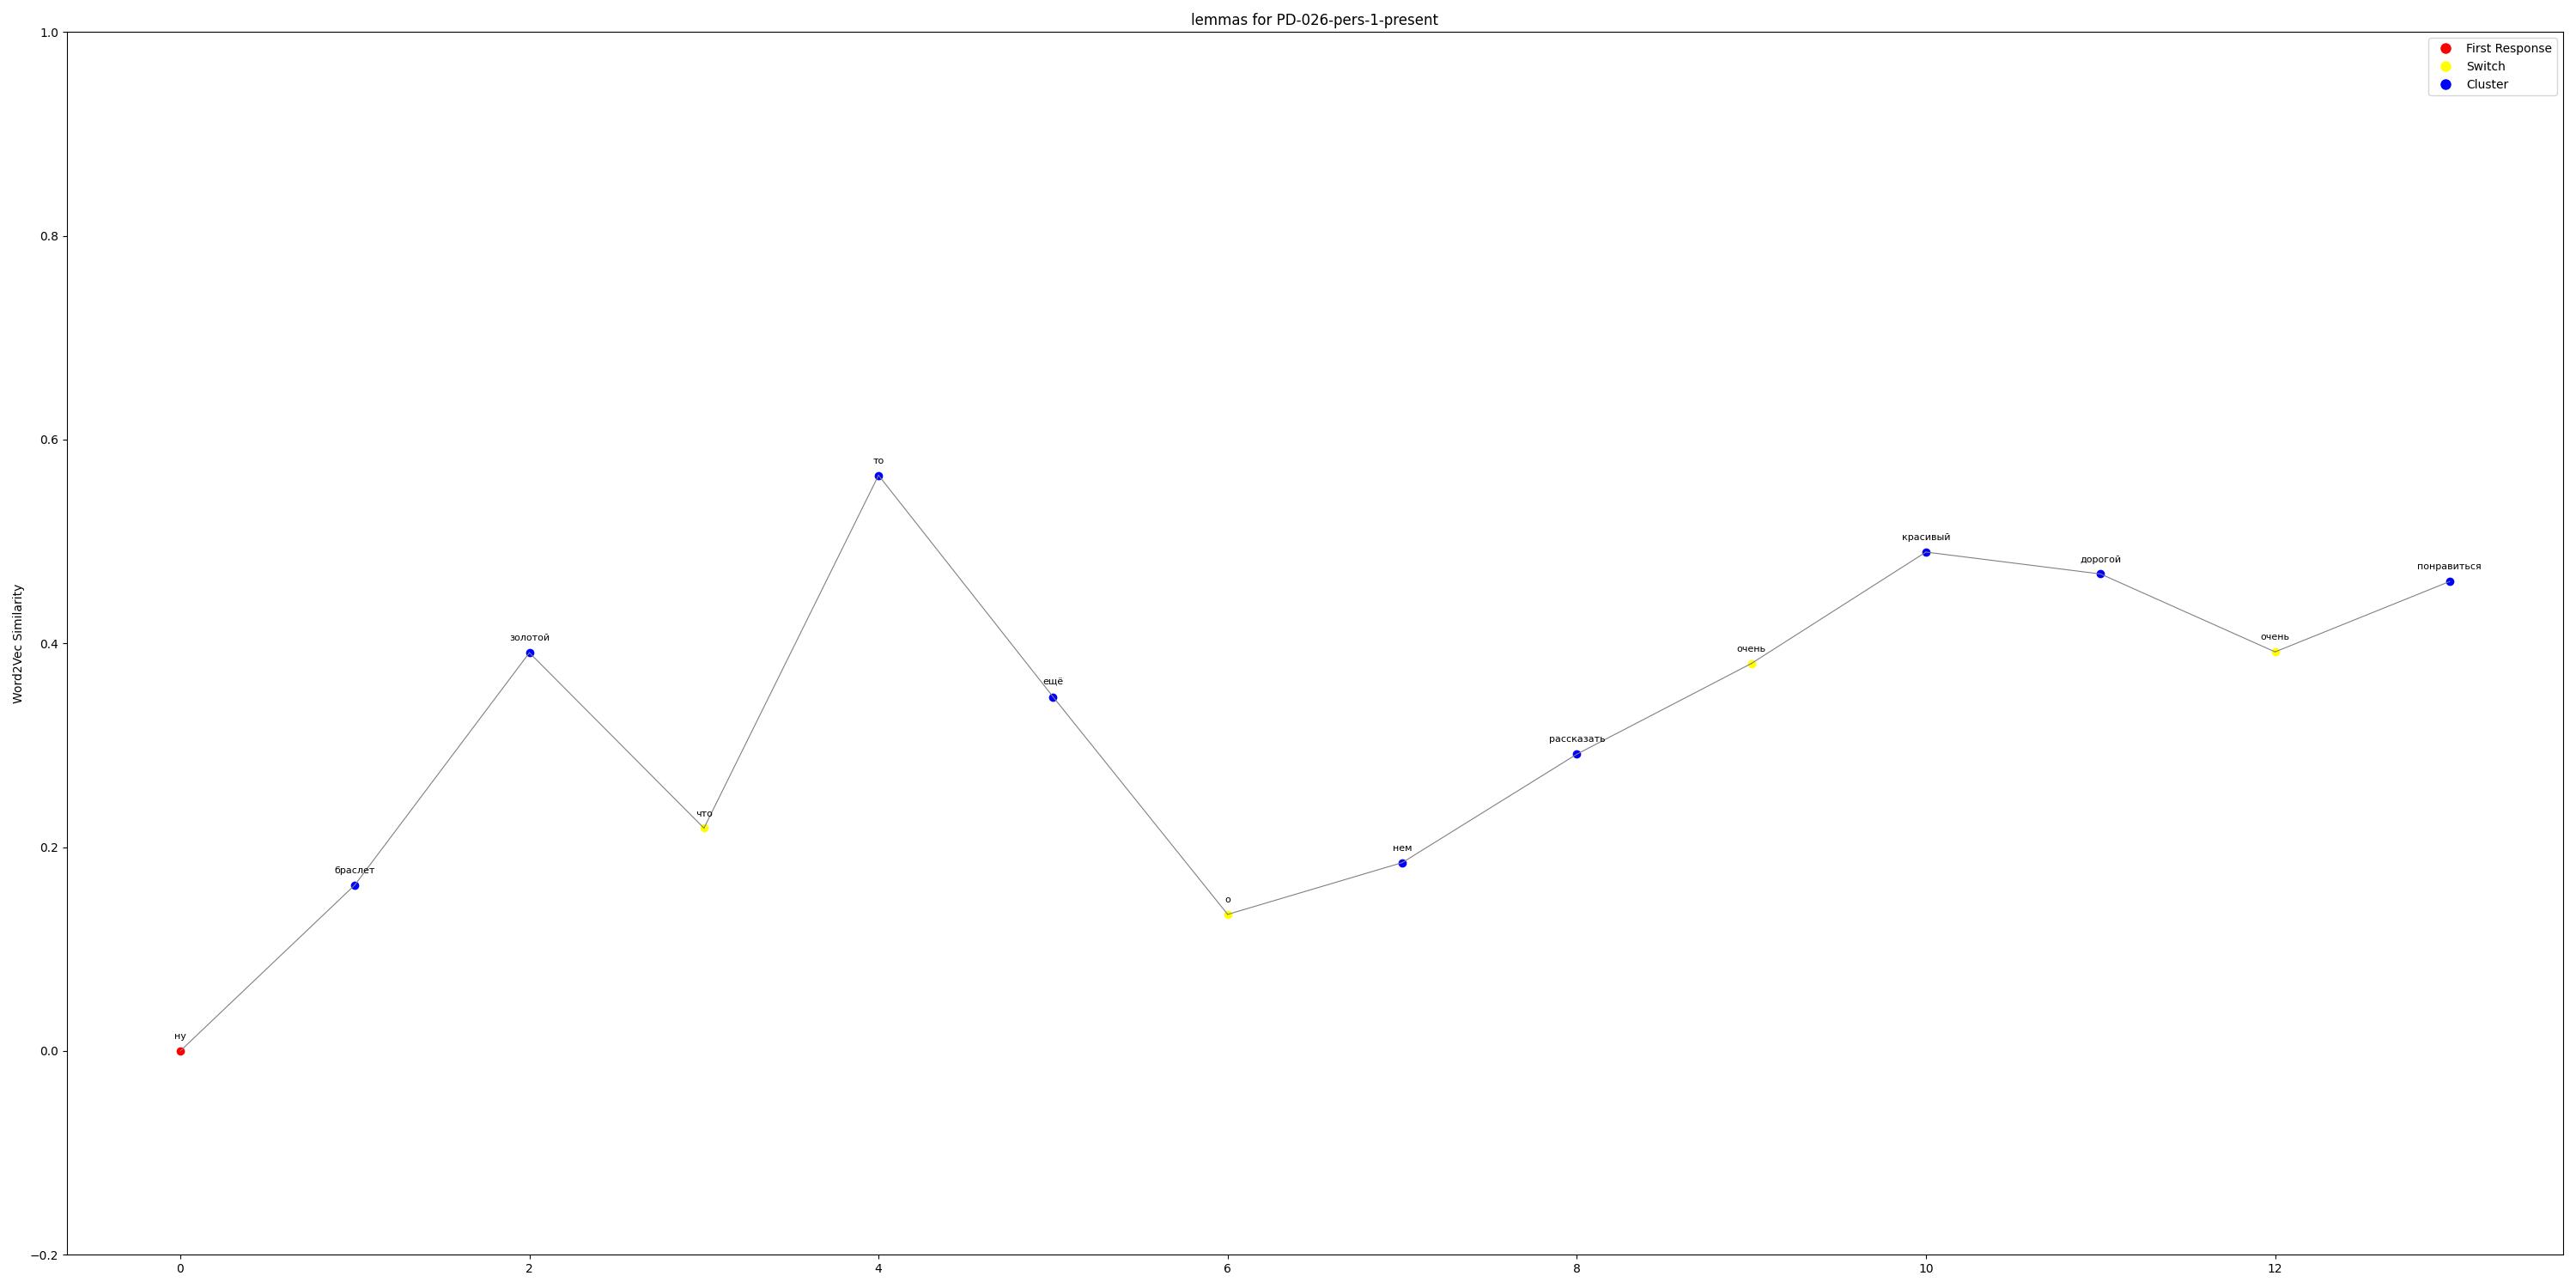 lemmas for PD-026-pers-1-present
First Response
Switch
Cluster
Word2Vec Similarity
1.0
0.8
0.6
0.4
0.2
0.0
−0.2
ну
браслет
золотой
что
то
ещё
о
нем
рассказать
очень
красивый
дорогой
очень
понравиться
0 2 4 6 8 10 12